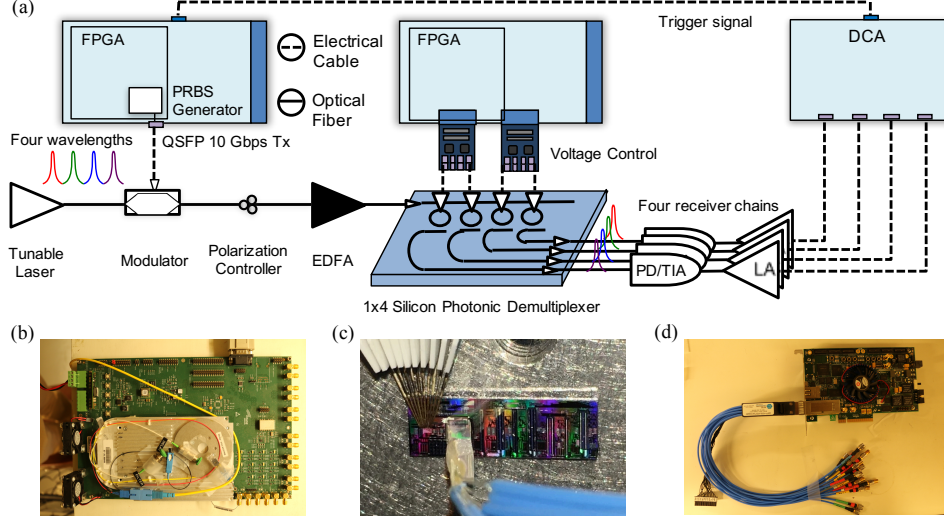 (a)
FPGA
PRBS
Generator
QSFP 10 Gbps Tx
Electrical
Cable
Optical
Fiber
FPGA
Voltage Control
Trigger signal
DCA
Four wavelengths
Tunable
Laser
Modulator
Polarization
Controller
EDFA
1x4 Silicon Photonic Demultiplexer
Four receiver chains
PD/TIA
LA
(b)
(c)
(d)